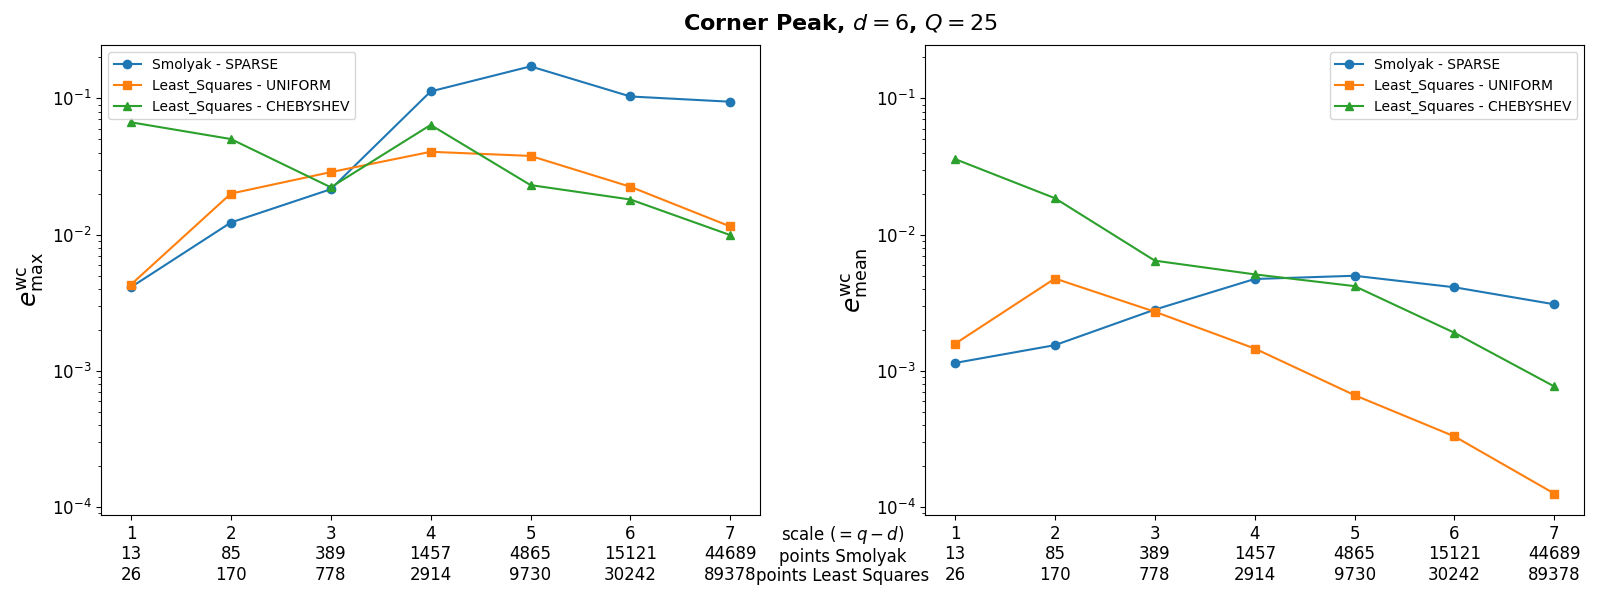 Corner Peak, d = 6, Q = 25
Smolyak - SPARSE
Least_Squares - UNIFORM
Least_Squares - CHEBYSHEV
10^{-1}
10^{-2}
10^{-3}
10^{-4}
e^{wc}_{max}
1 2 3 4 5 6 7
13 85 389 1457 4865 15121 44689
26 170 778 2914 9730 30242 89378
scale (= q − d)
points Smolyak
points Least Squares
Smolyak - SPARSE
Least_Squares - UNIFORM
Least_Squares - CHEBYSHEV
10^{-1}
10^{-2}
10^{-3}
10^{-4}
e^{wc}_{mean}
1 2 3 4 5 6 7
13 85 389 1457 4865 15121 44689
26 170 778 2914 9730 30242 89378